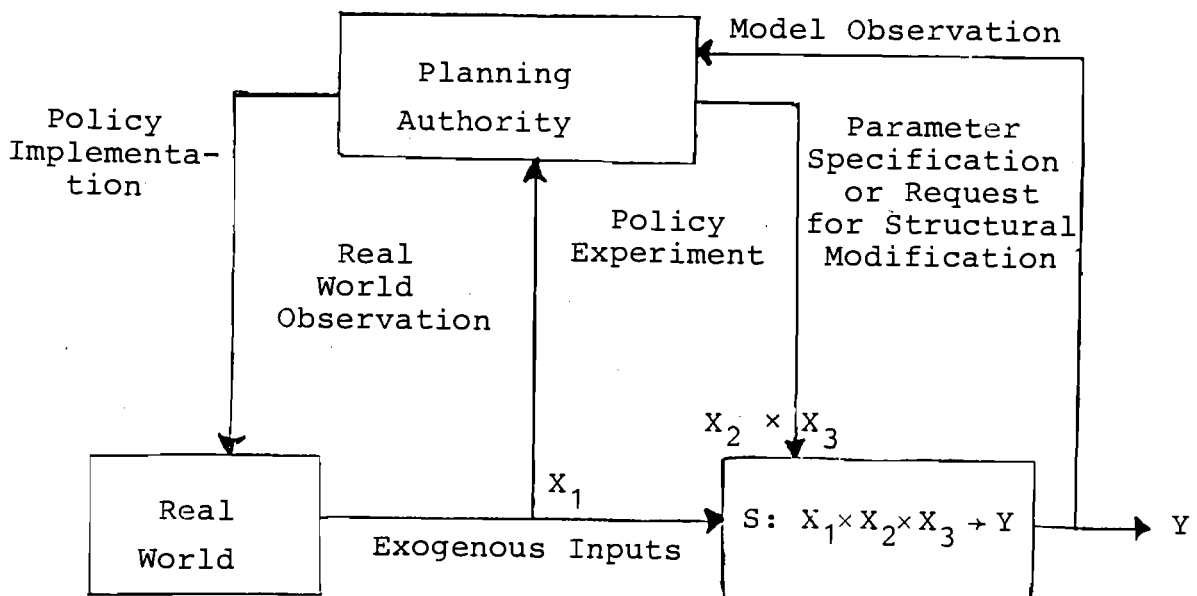 Model Observation
Planning
Authority
Policy
Implementa-
tion
Parameter
Specification
or Request
for Structural
Modification
Policy
Experiment
Real
World
Observation
X₂ × X₃
Real
World
X₁
Exogenous Inputs
S: X₁×X₂×X₃→Y
Y